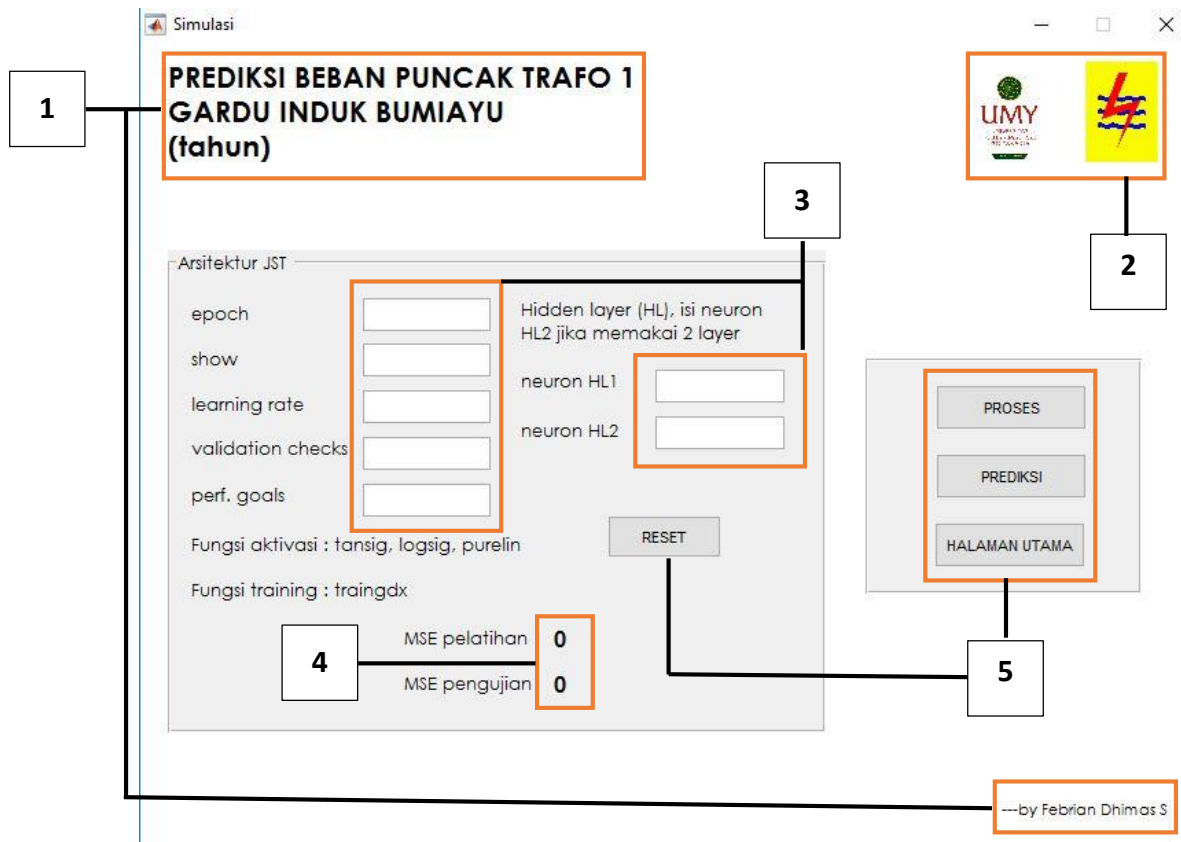 Simulasi
PREDIKSI BEBAN PUNCAK TRAFO 1
GARDU INDUK BUMIAYU
(tahun)
1
UMY
2
3
Arsitektur JST
epoch
show
learning rate
validation checks
perf. goals
Hidden layer (HL), isi neuron
HL2 jika memakai 2 layer
neuron HL1
neuron HL2
Fungsi aktivasi : tansig, logsig, purelin
Fungsi training : traingdx
RESET
MSE pelatihan 0
MSE pengujian 0
4
PROSES
PREDIKSI
HALAMAN UTAMA
5
---by Febrian Dhimas S